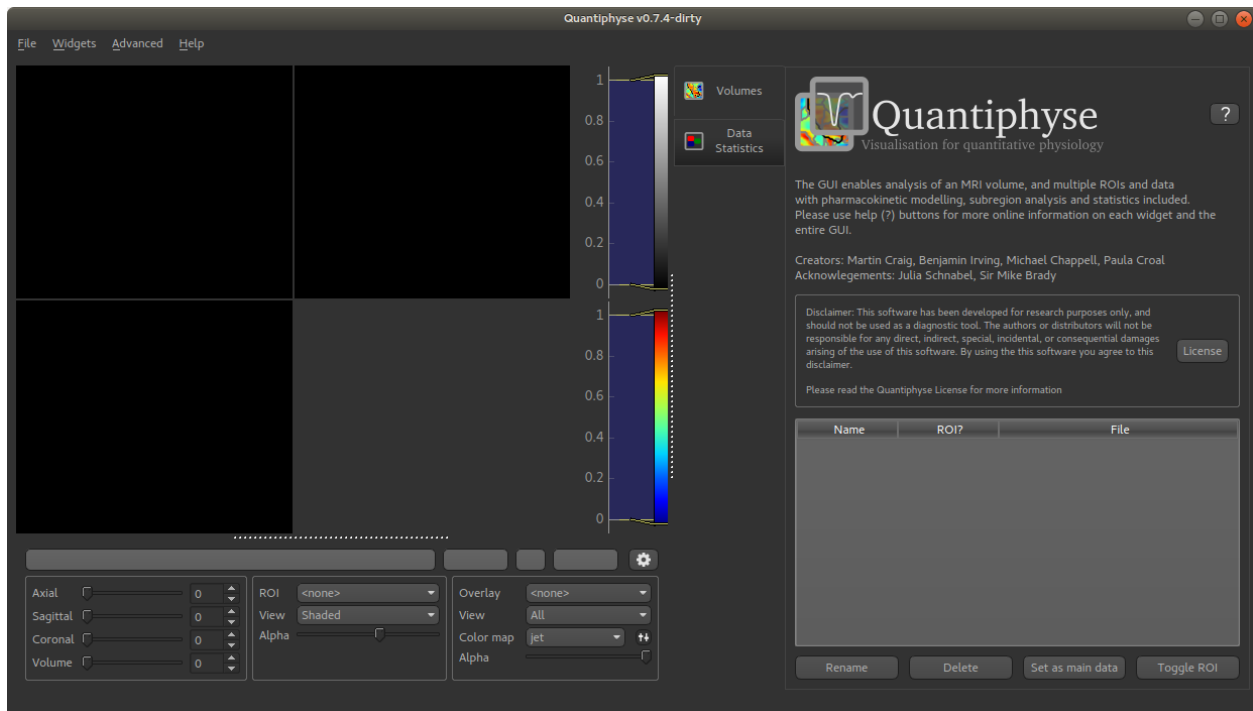 Quantiphyse v0.7.4-dirty
File Widgets Advanced Help
1
0.8
0.6
0.4
0.2
0
1
0.8
0.6
0.4
0.2
0
Volumes
Data
Statistics
Quantiphyse
?
Visualisation for quantitative physiology
The GUI enables analysis of an MRI volume, and multiple ROIs and data
with pharmacokinetic modelling, subregion analysis and statistics included.
Please use help (?) buttons for more online information on each widget and the
entire GUI.
Creators: Martin Craig, Benjamin Irving, Michael Chappell, Paula Croal
Acknowlegements: Julia Schnabel, Sir Mike Brady
Disclaimer: This software has been developed for research purposes only, and
should not be used as a diagnostic tool. The authors or distributors will not be
responsible for any direct, indirect, special, incidental, or consequential damages
arising of the use of this software. By using the this software you agree to this
disclaimer.
Please read the Quantiphyse License for more information
License
Name ROI? File
Axial 0
Sagittal 0
Coronal 0
Volume 0
ROI <none>
View Shaded
Alpha
Overlay <none>
View All
Color map jet
Alpha
Rename Delete Set as main data Toggle ROI